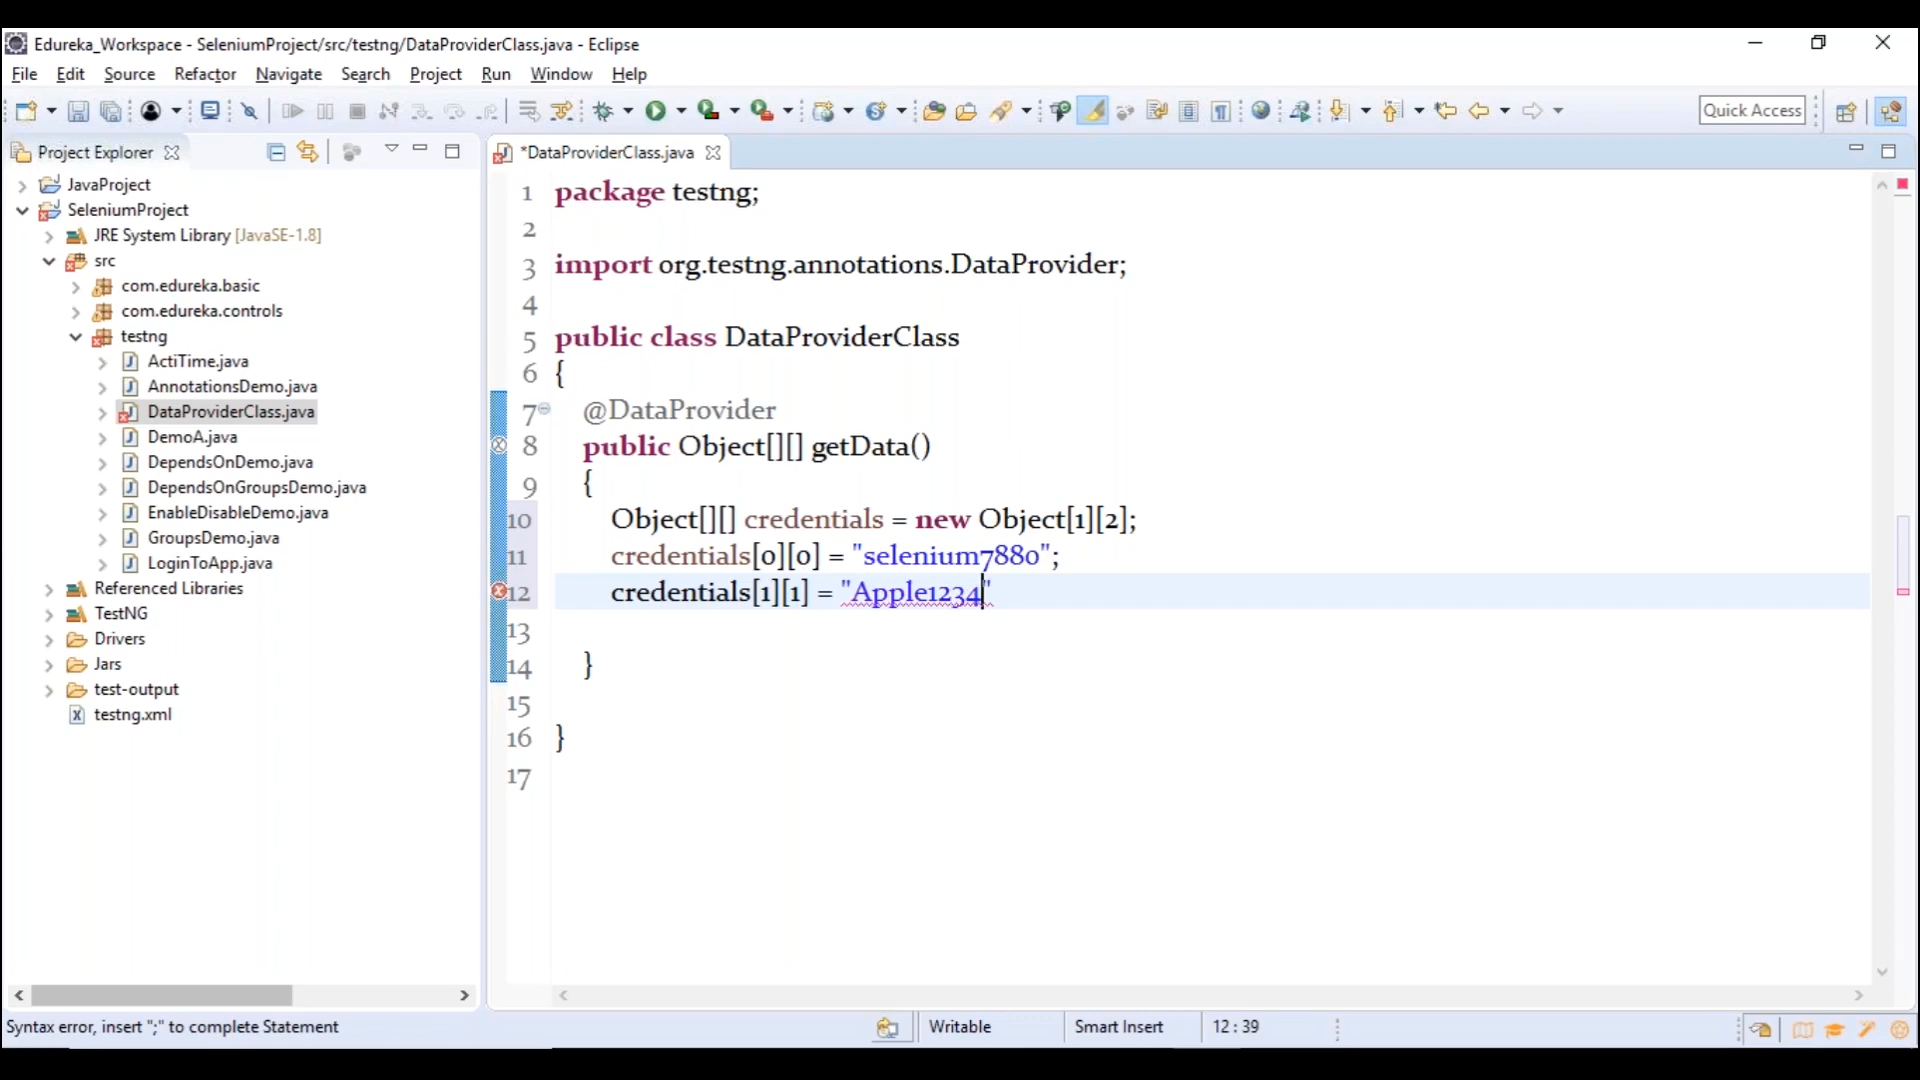 Edureka_Workspace - SeleniumProject/src/testng/DataProviderClass.java - Eclipse
File Edit Source Refactor Navigate Search Project Run Window Help
Quick Access
Project Explorer
JavaProject
SeleniumProject
JRE System Library [JavaSE-1.8]
src
com.edureka.basic
com.edureka.controls
testng
ActiTime.java
AnnotationsDemo.java
DataProviderClass.java
DemoA.java
DependsOnDemo.java
DependsOnGroupsDemo.java
EnableDisableDemo.java
GroupsDemo.java
LoginToApp.java
Referenced Libraries
TestNG
Drivers
Jars
test-output
testng.xml
*DataProviderClass.java
1 package testng;
2
3 import org.testng.annotations.DataProvider;
4
5 public class DataProviderClass
6 {
7 @DataProvider
8 public Object[][] getData()
9 {
10 Object[][] credentials = new Object[1][2];
11 credentials[0][0] = "selenium7880";
12 credentials[1][1] = "Apple1234"
13
14 }
15
16 }
17
Syntax error, insert ";" to complete Statement
Writable
Smart Insert
12 : 39